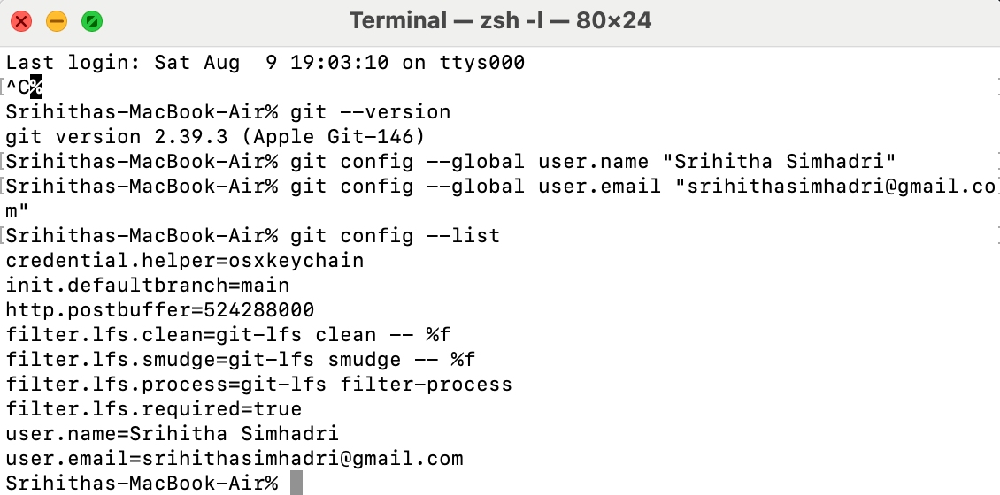 Terminal — zsh -l — 80×24
Last login: Sat Aug  9 19:03:10 on ttys000
[^C%                                                                            ]
Srihithas-MacBook-Air% git --version
git version 2.39.3 (Apple Git-146)
[Srihithas-MacBook-Air% git config --global user.name "Srihitha Simhadri"        ]
[Srihithas-MacBook-Air% git config --global user.email "srihithasimhadri@gmail.co]
m"
[Srihithas-MacBook-Air% git config --list                                        ]
credential.helper=osxkeychain
init.defaultbranch=main
http.postbuffer=524288000
filter.lfs.clean=git-lfs clean -- %f
filter.lfs.smudge=git-lfs smudge -- %f
filter.lfs.process=git-lfs filter-process
filter.lfs.required=true
user.name=Srihitha Simhadri
user.email=srihithasimhadri@gmail.com
Srihithas-MacBook-Air%